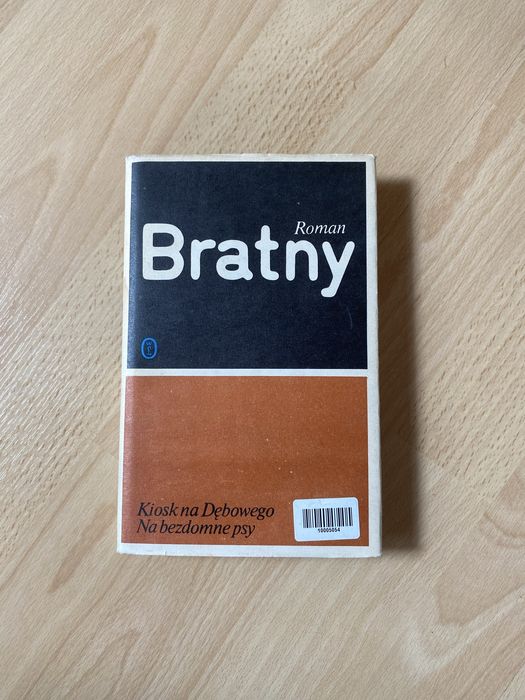 Roman
Bratny
Kiosk na Dębowego
Na bezdomne psy
10005054